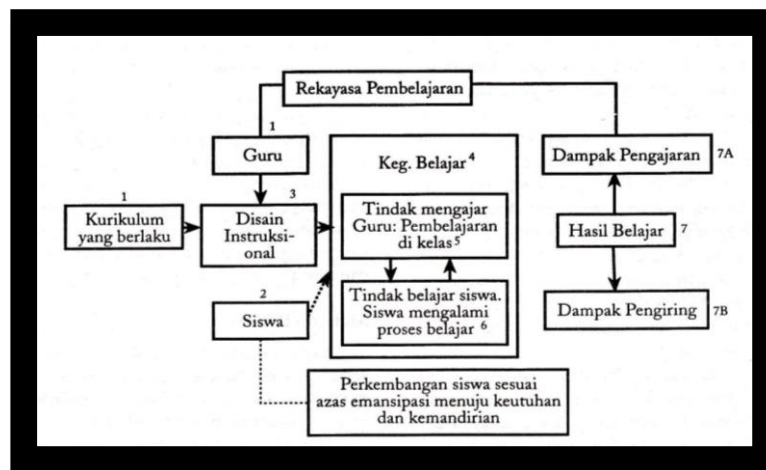 Rekayasa Pembelajaran
1
Guru
1
Kurikulum
yang berlaku
3
Disain
Instruksi-
onal
2
Siswa
Keg. Belajar 4
Tindak mengajar
Guru: Pembelajaran
di kelas 5
Tindak belajar siswa.
Siswa mengalami
proses belajar 6
Dampak Pengajaran 7A
Hasil Belajar 7
Dampak Pengiring 7B
Perkembangan siswa sesuai
azas emansipasi menuju keutuhan
dan kemandirian